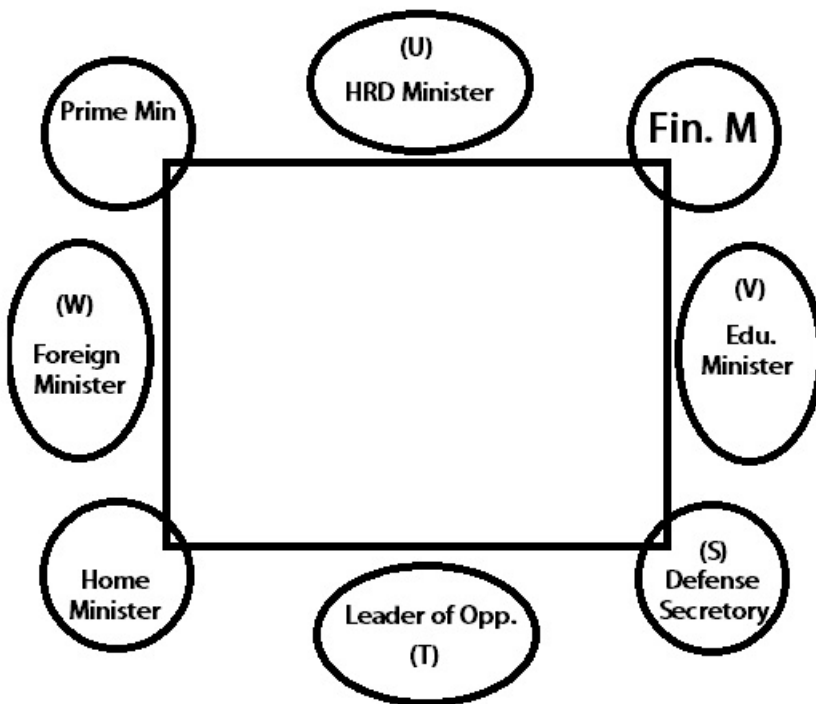 (U)
HRD Minister
Prime Min
Fin. M
(W)
Foreign
Minister
(V)
Edu.
Minister
Home
Minister
Leader of Opp.
(T)
(S)
Defense
Secretory